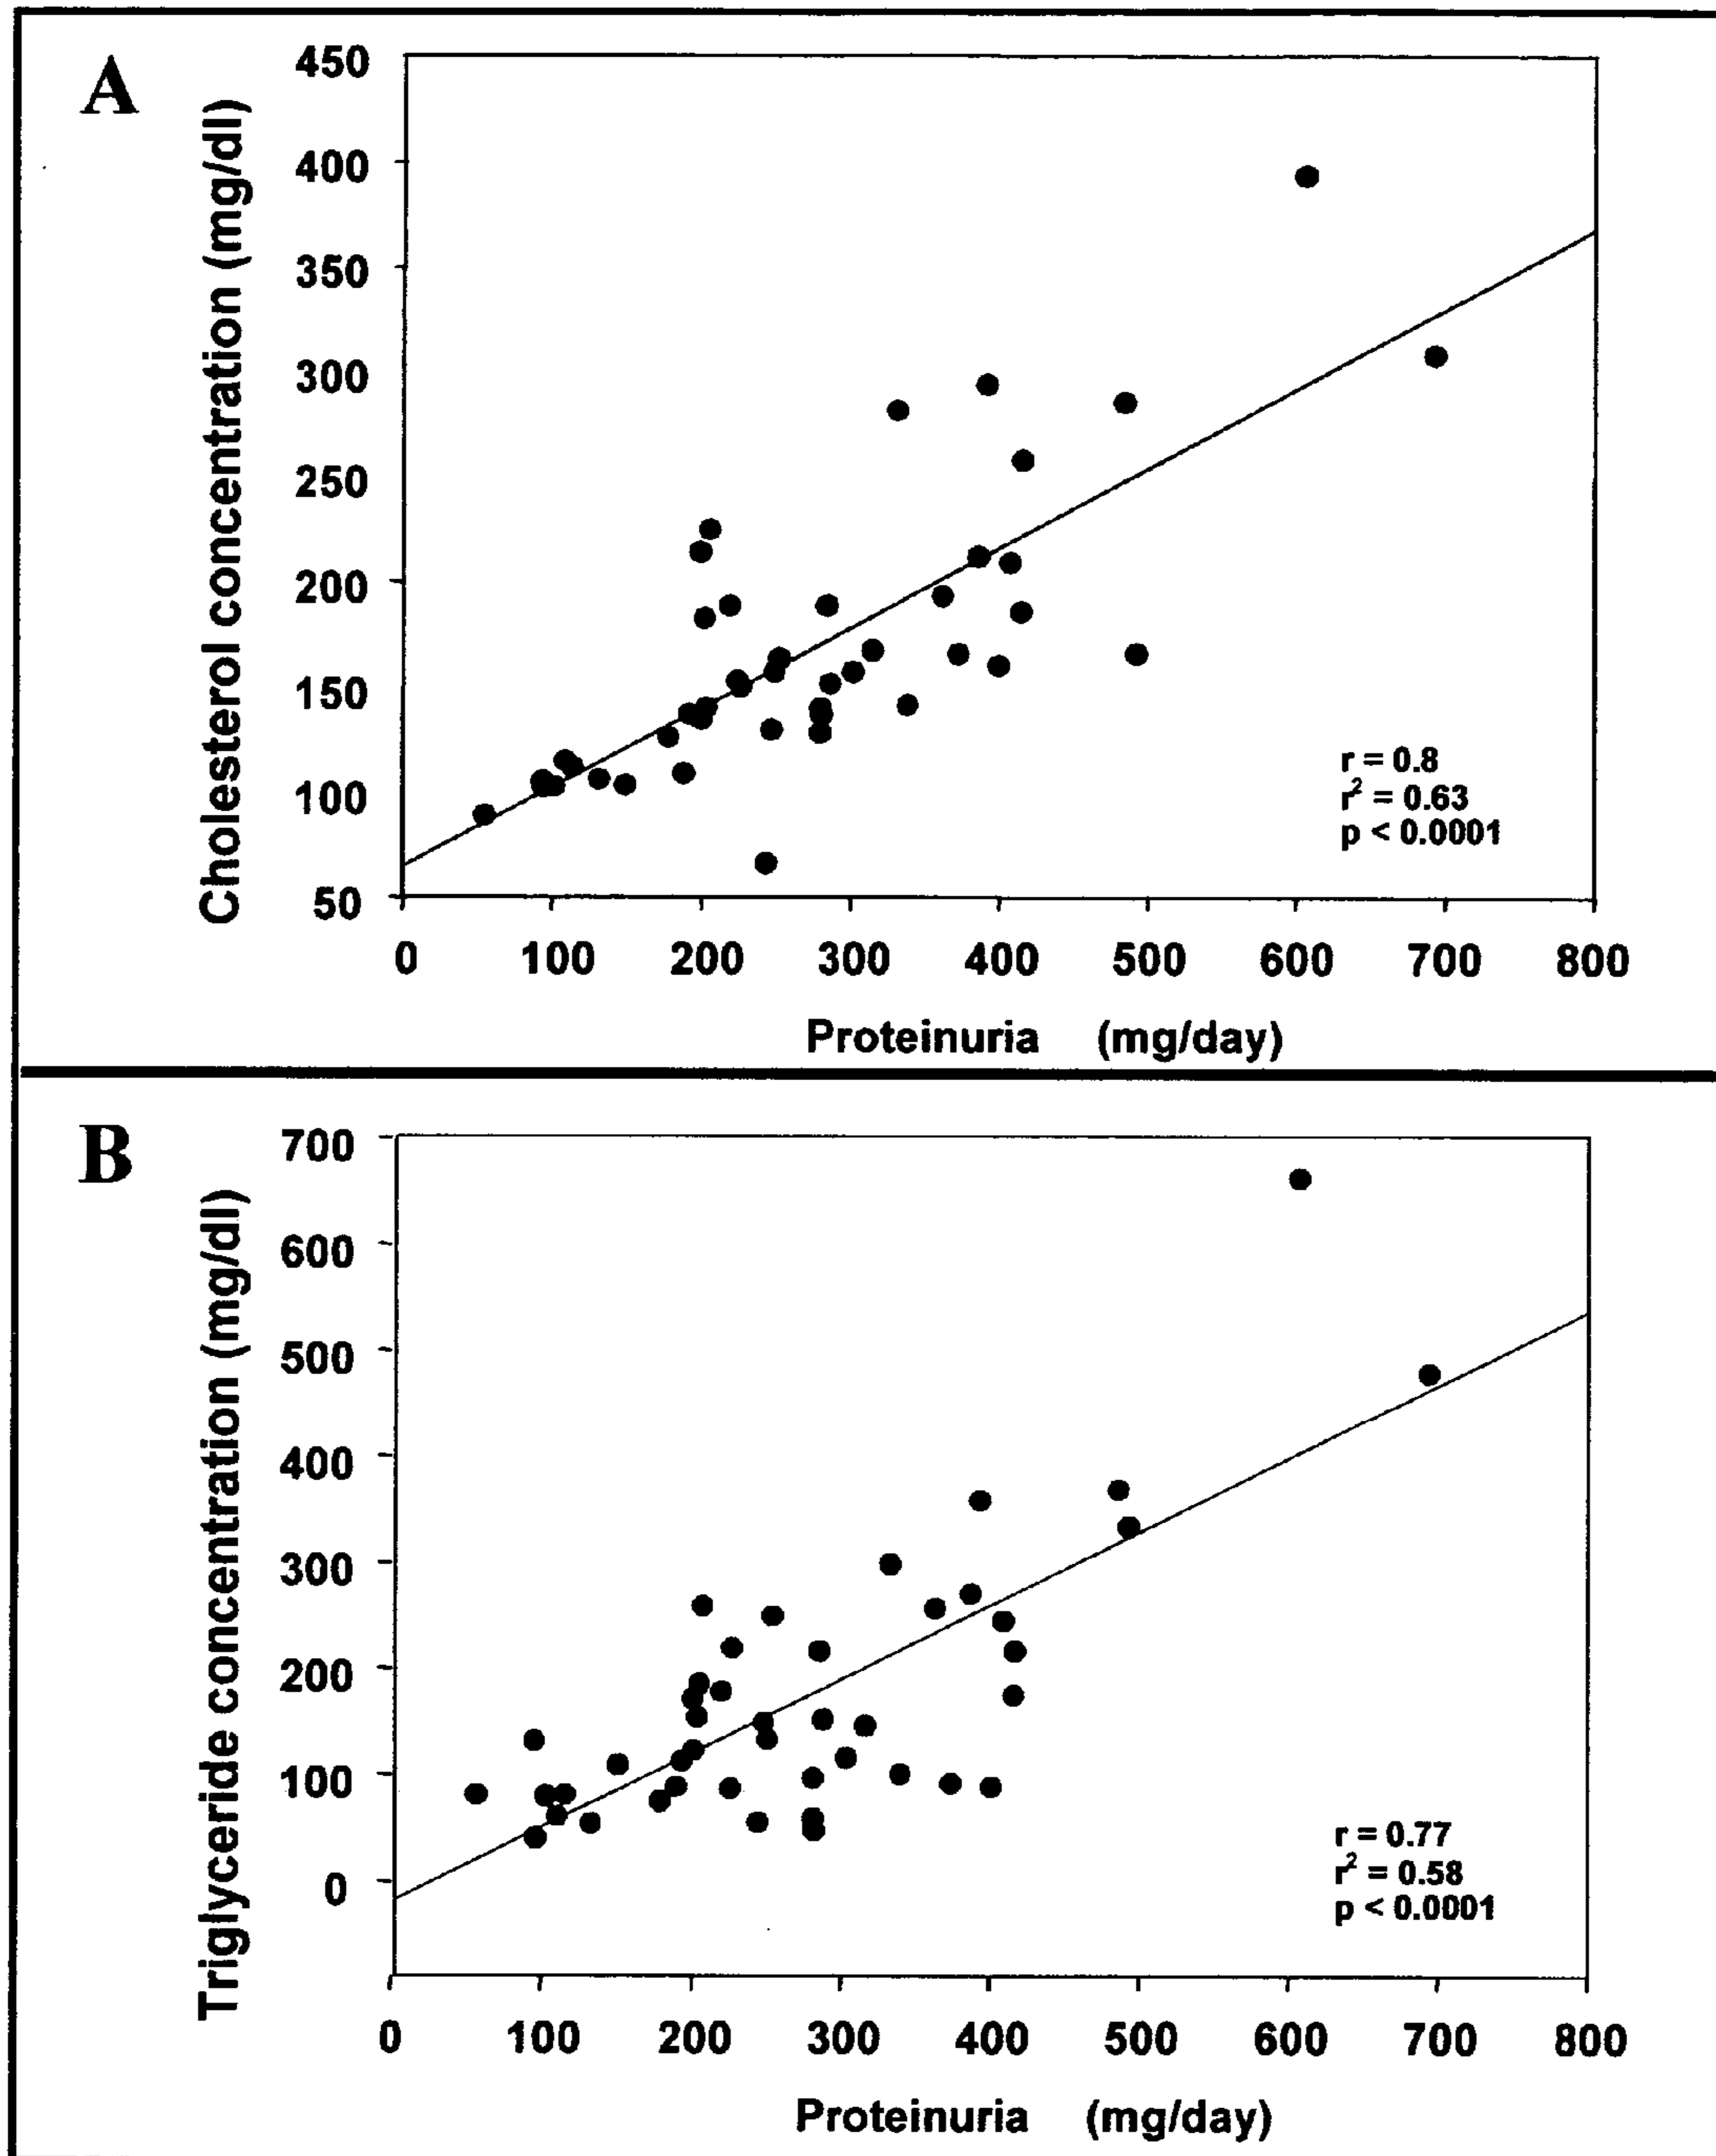 A
Cholesterol concentration (mg/dl)
450
400
350
300
250
200
150
100
50
r = 0.8
r² = 0.63
p < 0.0001
0 100 200 300 400 500 600 700 800
Proteinuria (mg/day)
B
Triglyceride concentration (mg/dl)
700
600
500
400
300
200
100
0
r = 0.77
r² = 0.58
p < 0.0001
0 100 200 300 400 500 600 700 800
Proteinuria (mg/day)